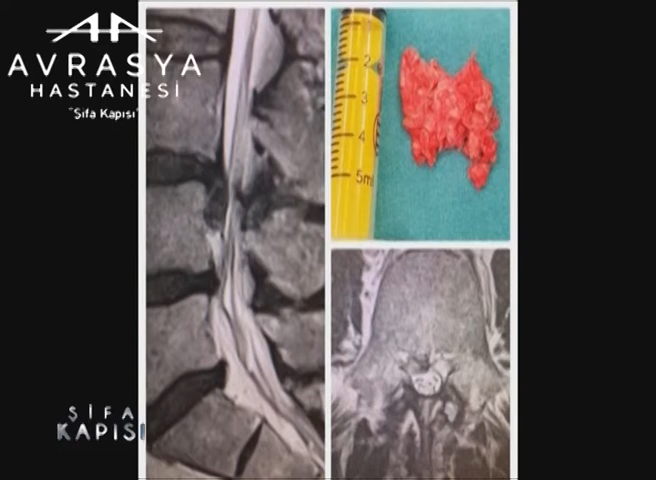 AVRASYA
HASTANESİ
"Şifa Kapısı"
2
3
4
5ml
ŞİFA
KAPISI